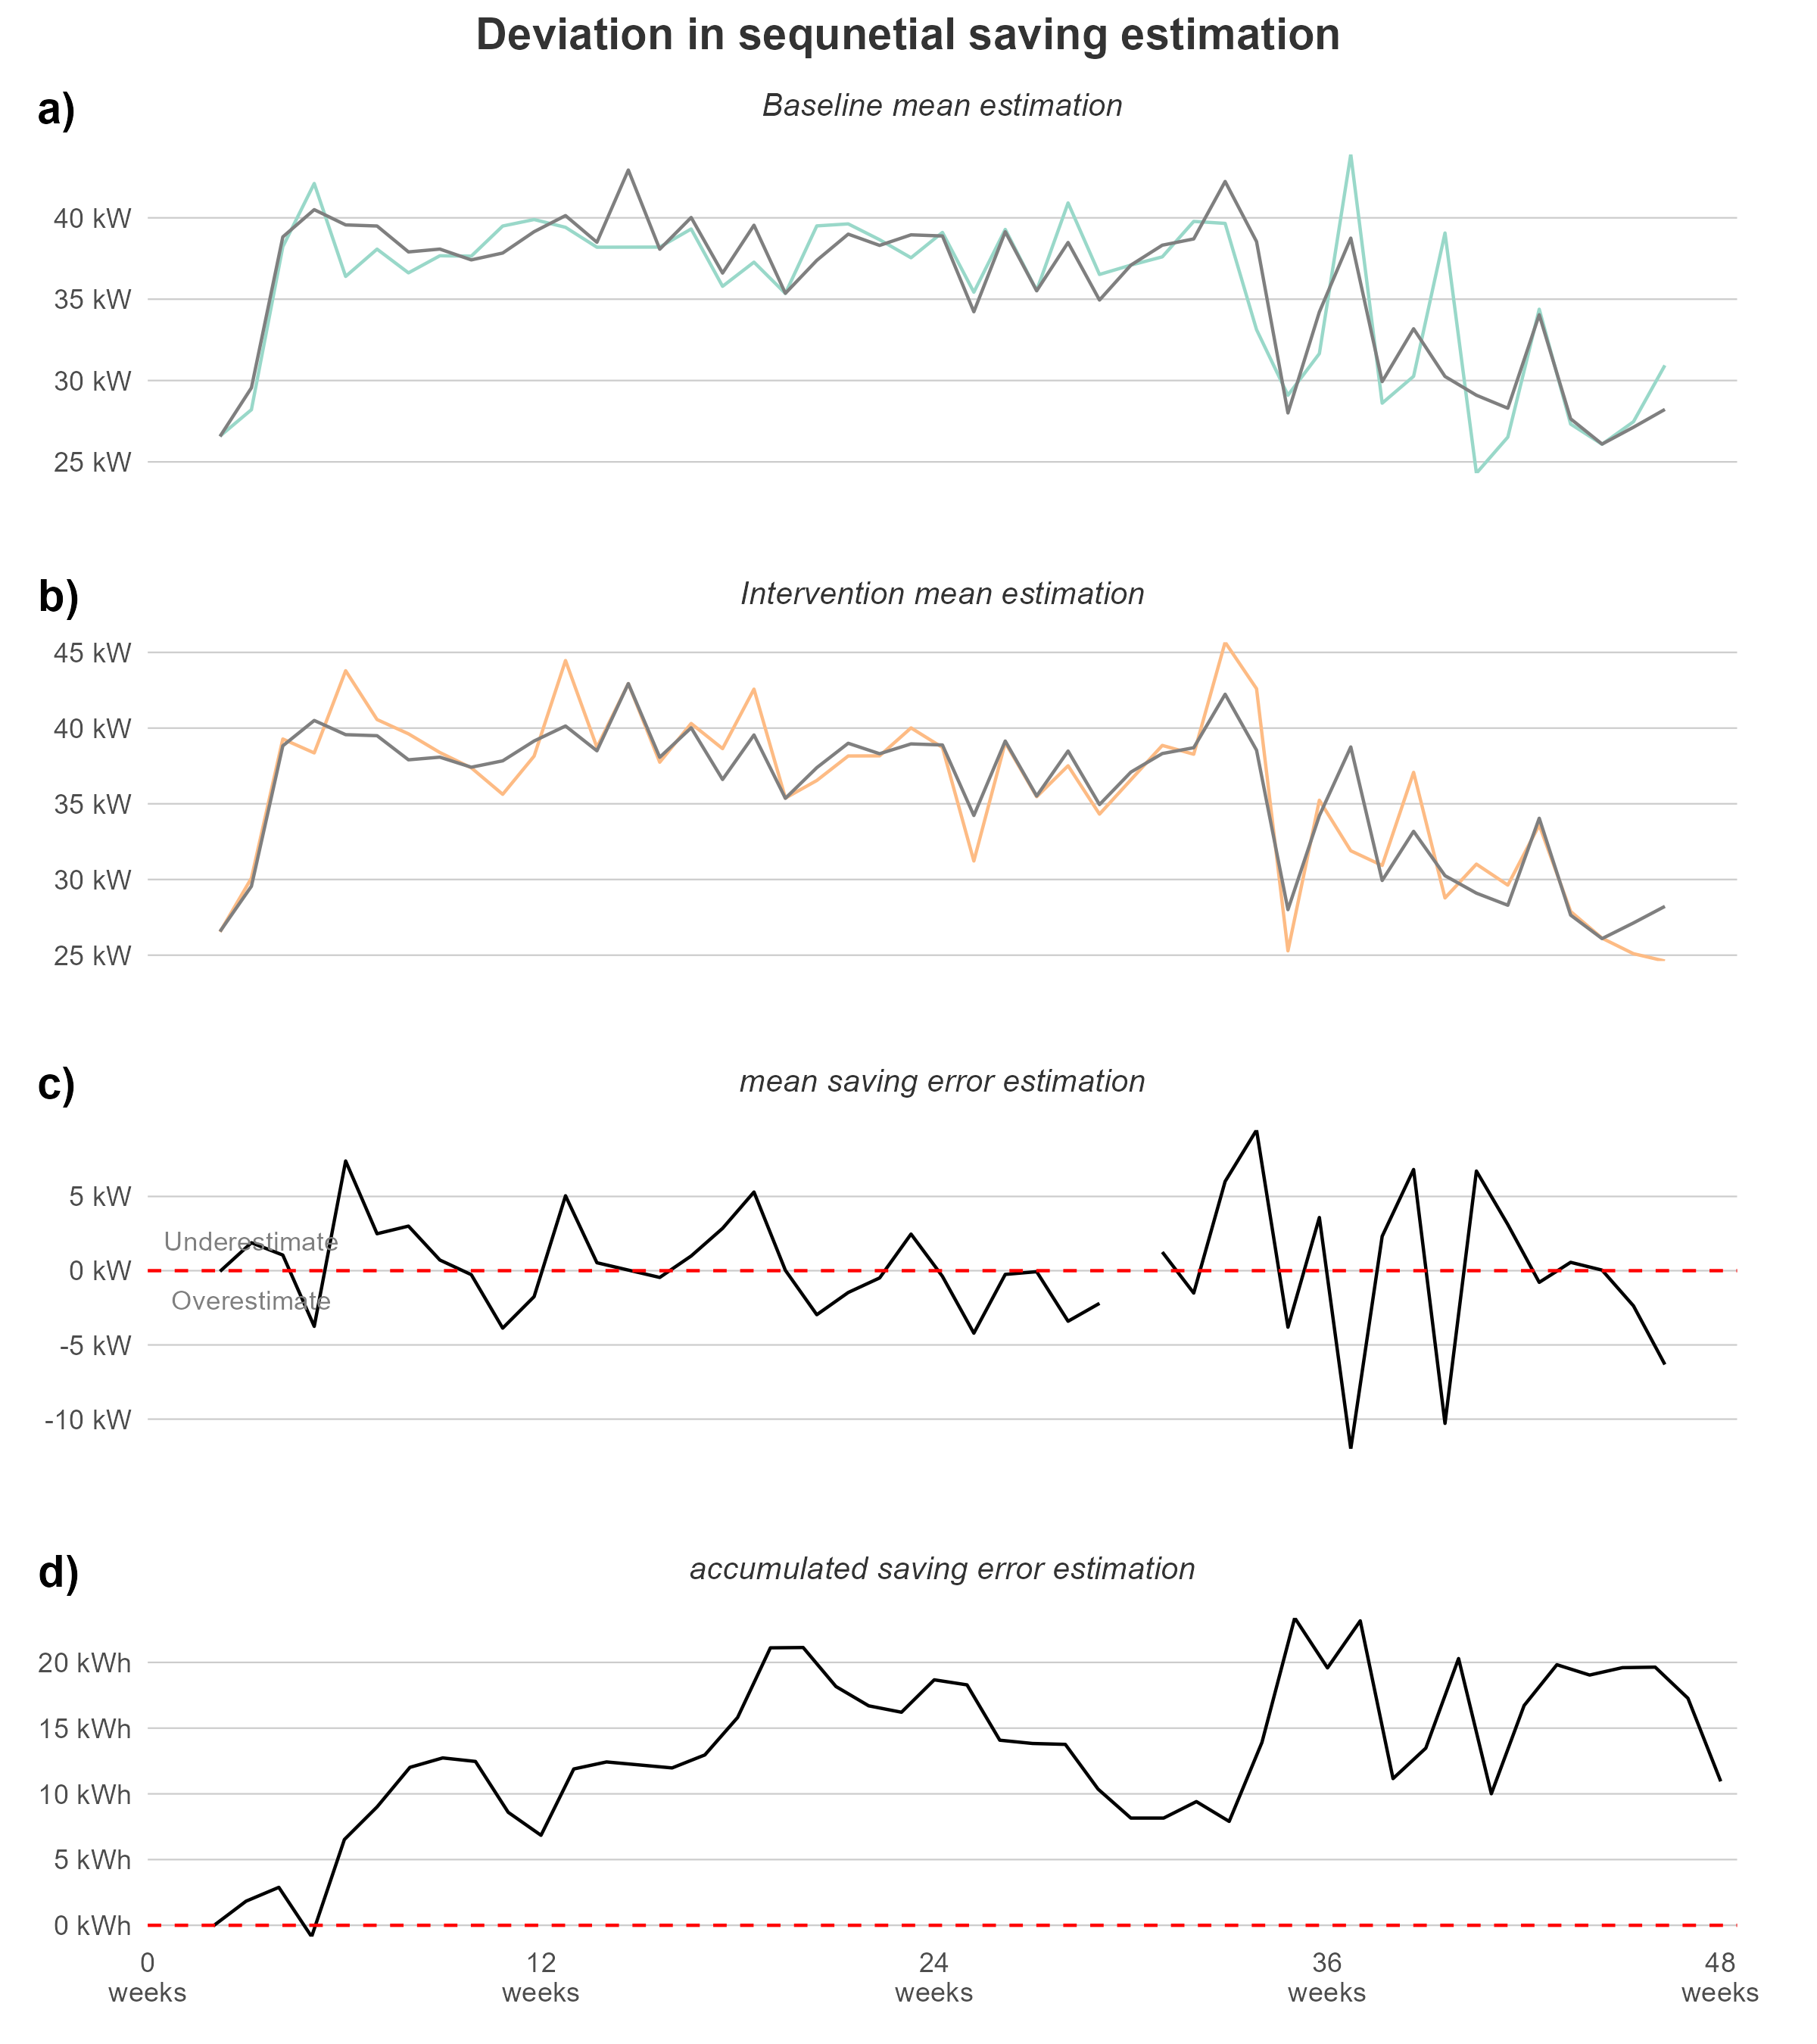 Deviation in sequnetial saving estimation
a)
Baseline mean estimation
40 kW
35 kW
30 kW
25 kW
b)
Intervention mean estimation
45 kW
40 kW
35 kW
30 kW
25 kW
c)
mean saving error estimation
5 kW
Underestimate
0 kW
Overestimate
-5 kW
-10 kW
d)
accumulated saving error estimation
20 kWh
15 kWh
10 kWh
5 kWh
0 kWh
0 12 24 36 48
weeks weeks weeks weeks weeks